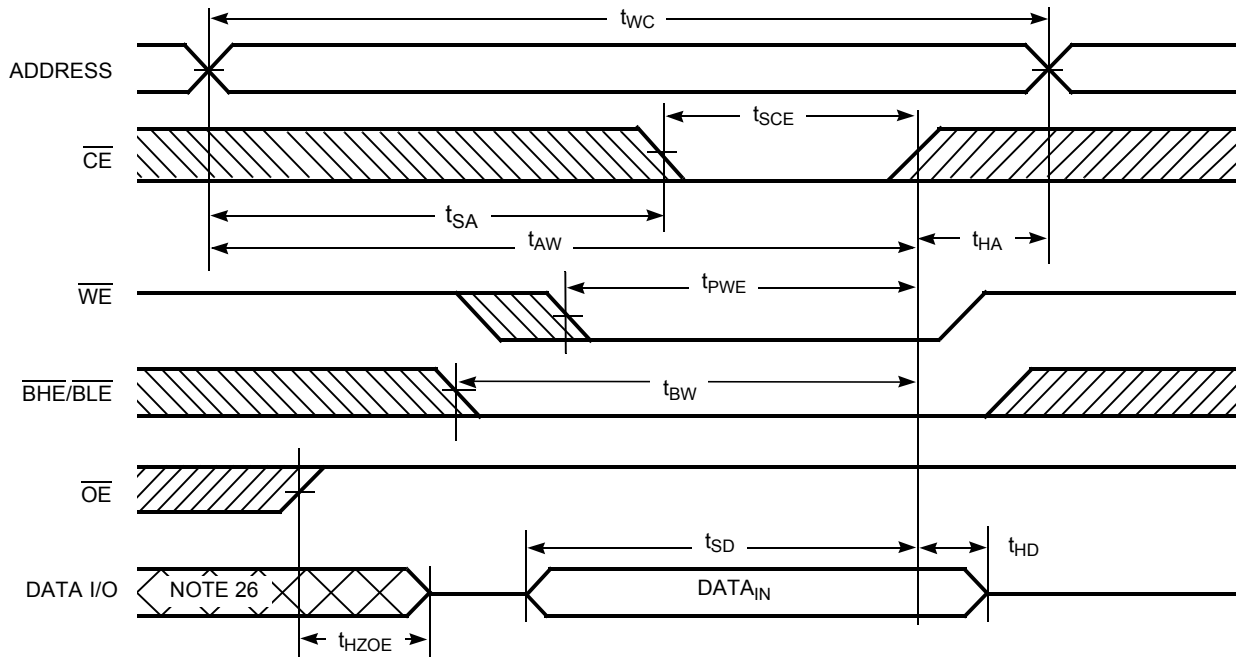 tWC
ADDRESS
tSCE
CE
tSA
tAW
tHA
WE
tPWE
BHE/BLE
tBW
OE
tSD
tHD
DATA I/O
NOTE 26
DATAIN
tHZOE